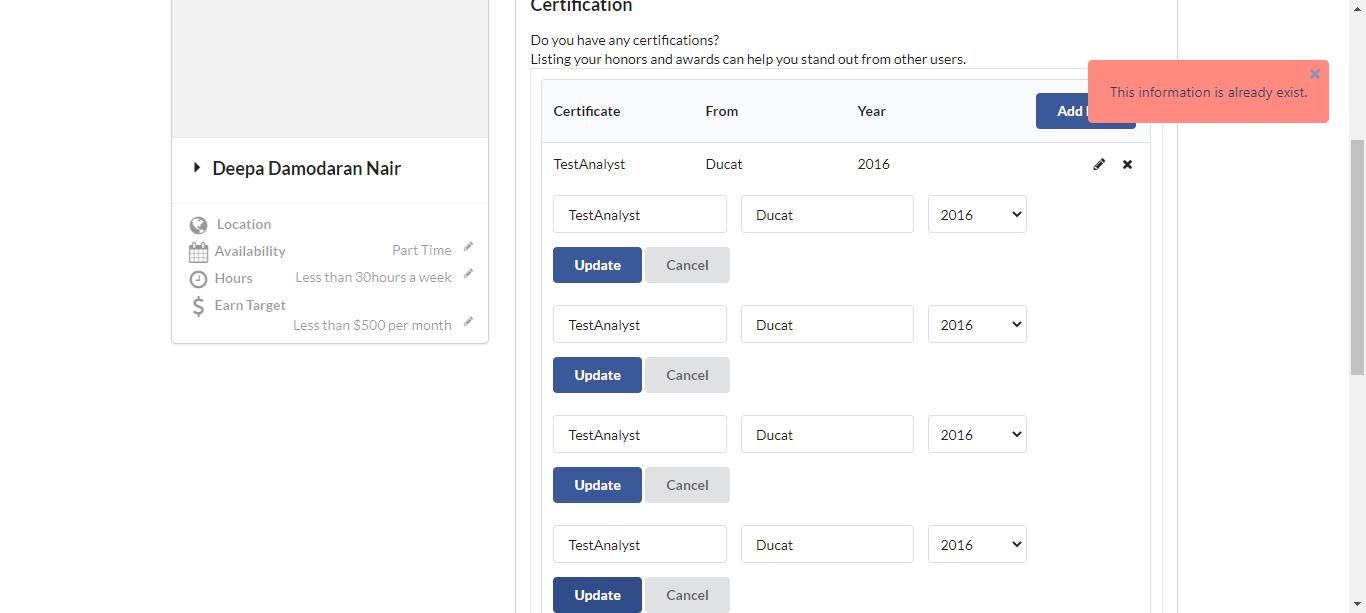 Certification
Do you have any certifications?
Listing your honors and awards can help you stand out from other users.
This information is already exist.
Certificate From Year Add
TestAnalyst Ducat 2016
Deepa Damodaran Nair
Location
Availability Part Time
Hours Less than 30hours a week
Earn Target
Less than $500 per month
TestAnalyst Ducat 2016
Update Cancel
TestAnalyst Ducat 2016
Update Cancel
TestAnalyst Ducat 2016
Update Cancel
TestAnalyst Ducat 2016
Update Cancel